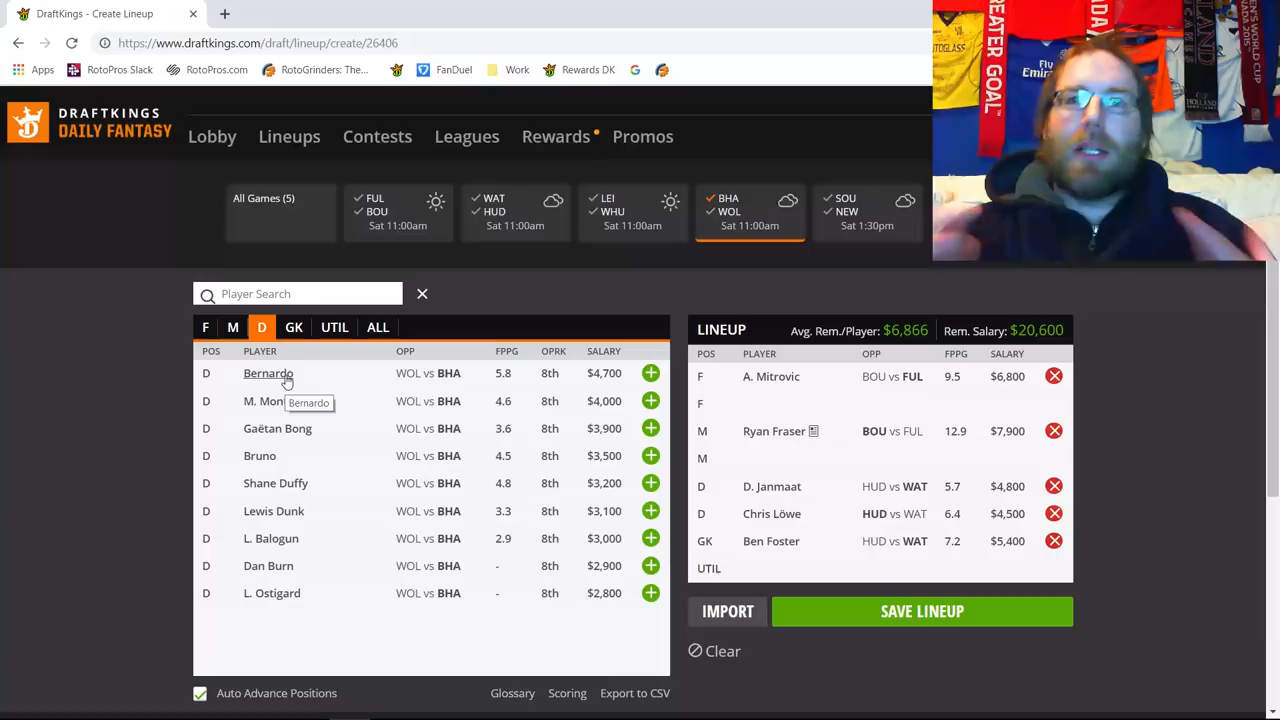 DraftKings - Create Lineup
https://www.draftkings.com/draft/lineup/create/26406
Apps RotoPros Slack RotoPros.com RotoGrinders: The... FanDuel Work Rewards DK
DRAFTKINGS
DAILY FANTASY
Lobby Lineups Contests Leagues Rewards Promos
All Games (5)
FUL
BOU
Sat 11:00am
WAT
HUD
Sat 11:00am
LEI
WHU
Sat 11:00am
BHA
WOL
Sat 11:00am
SOU
NEW
Sat 1:30pm
Player Search
F M D GK UTIL ALL
POS PLAYER OPP FPPG OPRK SALARY
D Bernardo WOL vs BHA 5.8 8th $4,700
D M. Mon WOL vs BHA 4.6 8th $4,000
Bernardo
D Gaëtan Bong WOL vs BHA 3.6 8th $3,900
D Bruno WOL vs BHA 4.5 8th $3,500
D Shane Duffy WOL vs BHA 4.8 8th $3,200
D Lewis Dunk WOL vs BHA 3.3 8th $3,100
D L. Balogun WOL vs BHA 2.9 8th $3,000
D Dan Burn WOL vs BHA - 8th $2,900
D L. Ostigard WOL vs BHA - 8th $2,800
Auto Advance Positions
Glossary Scoring Export to CSV
LINEUP Avg. Rem./Player: $6,866 Rem. Salary: $20,600
POS PLAYER OPP FPPG SALARY
F A. Mitrovic BOU vs FUL 9.5 $6,800
F
M Ryan Fraser BOU vs FUL 12.9 $7,900
M
D D. Janmaat HUD vs WAT 5.7 $4,800
D Chris Löwe HUD vs WAT 6.4 $4,500
GK Ben Foster HUD vs WAT 7.2 $5,400
UTIL
IMPORT SAVE LINEUP
Clear
REATER GOAL
Fly
Emirates
HOLLAND
WOMEN'S WORLD CUP
CANADA 2015